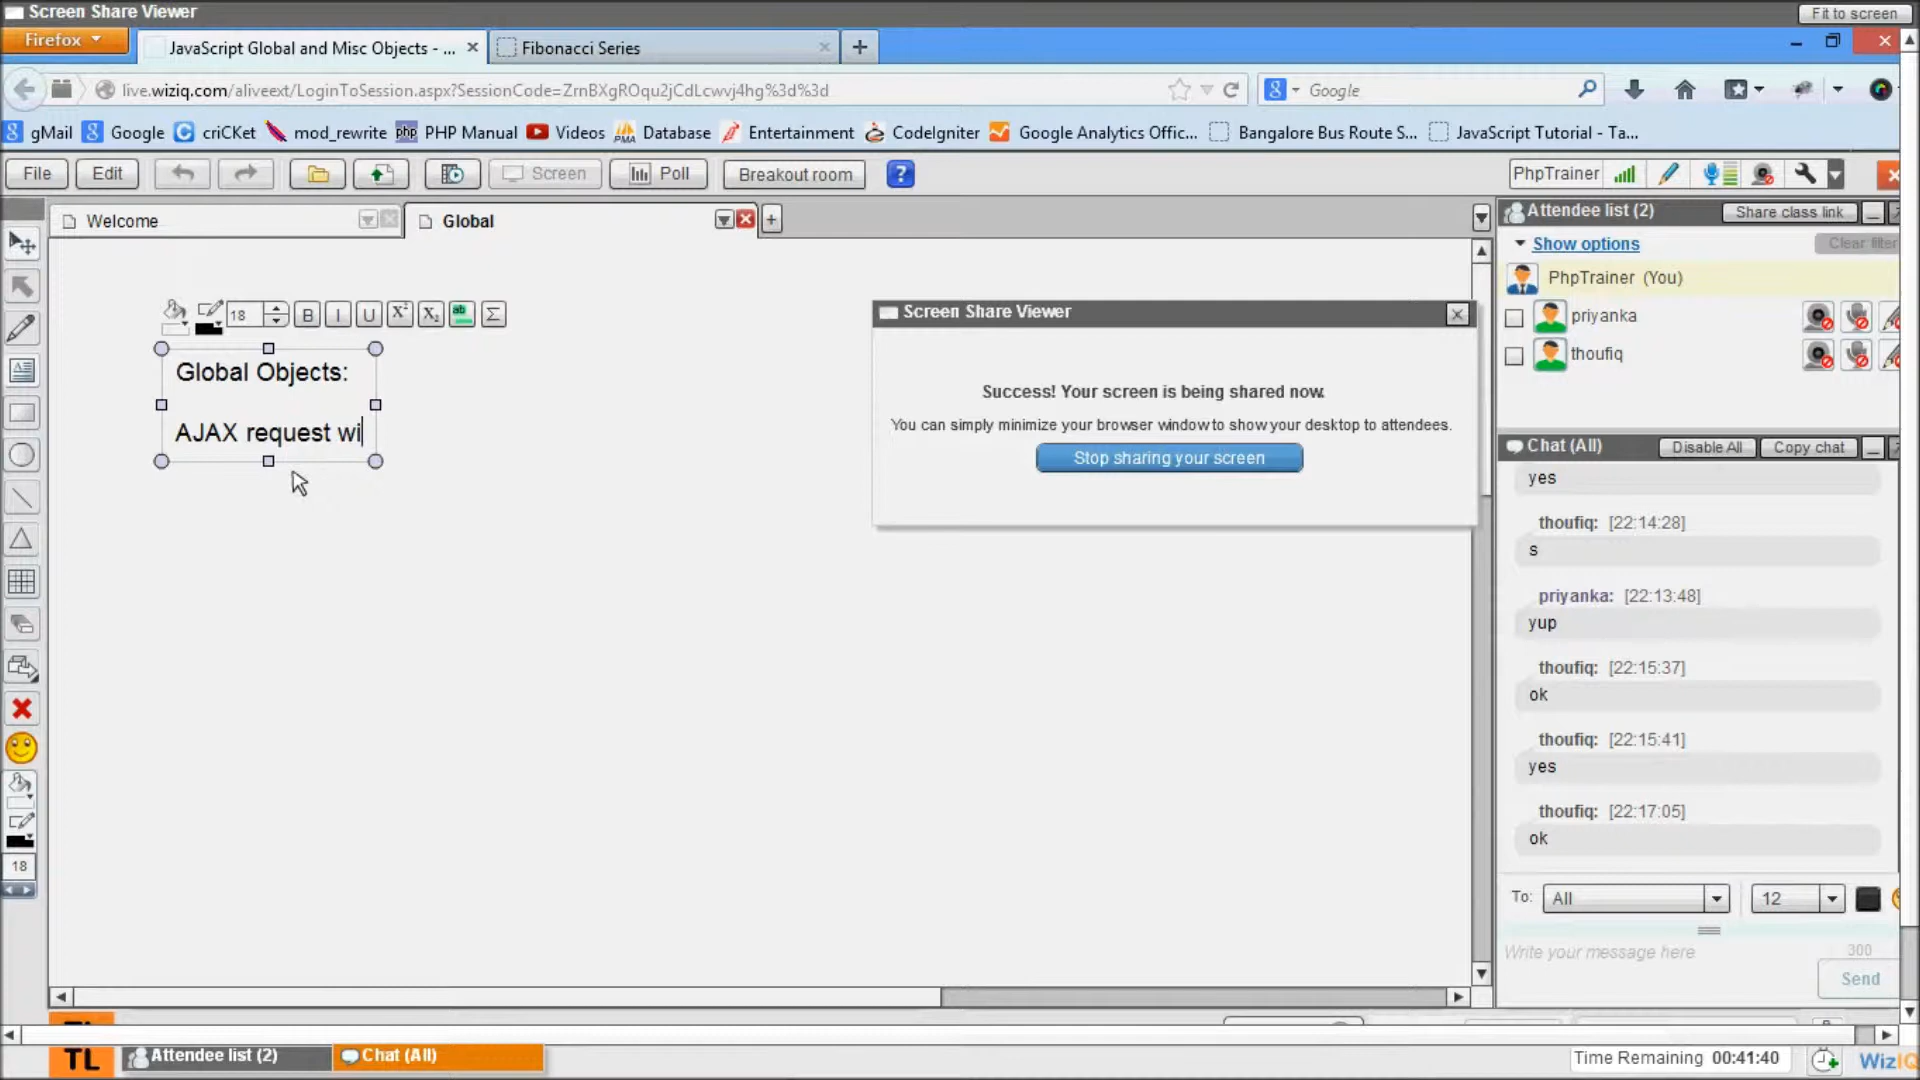 Screen Share Viewer
Fit to screen
Firefox
JavaScript Global and Misc Objects - ...
Fibonacci Series
live.wiziq.com/aliveext/LoginToSession.aspx?SessionCode=ZrnBXgROqu2jCdLcwvj4hg%3d%3d
Google
gMail
Google
criCKet
mod_rewrite
PHP Manual
Videos
Database
Entertainment
CodeIgniter
Google Analytics Offic...
Bangalore Bus Route S...
JavaScript Tutorial - Ta...
File
Edit
Screen
Poll
Breakout room
PhpTrainer
Welcome
Global
Attendee list (2)
Share class link
Show options
Clear filter
PhpTrainer (You)
priyanka
thoufiq
18
B I U X² X₂ ab Σ
Global Objects:
AJAX request wi
Screen Share Viewer
Success! Your screen is being shared now.
You can simply minimize your browser window to show your desktop to attendees.
Stop sharing your screen
Chat (All)
Disable All
Copy chat
yes
thoufiq: [22:14:28]
s
priyanka: [22:13:48]
yup
thoufiq: [22:15:37]
ok
thoufiq: [22:15:41]
yes
thoufiq: [22:17:05]
ok
18
To:
All
12
Write your message here
300
Send
TL
Attendee list (2)
Chat (All)
Time Remaining 00:41:40
WizI